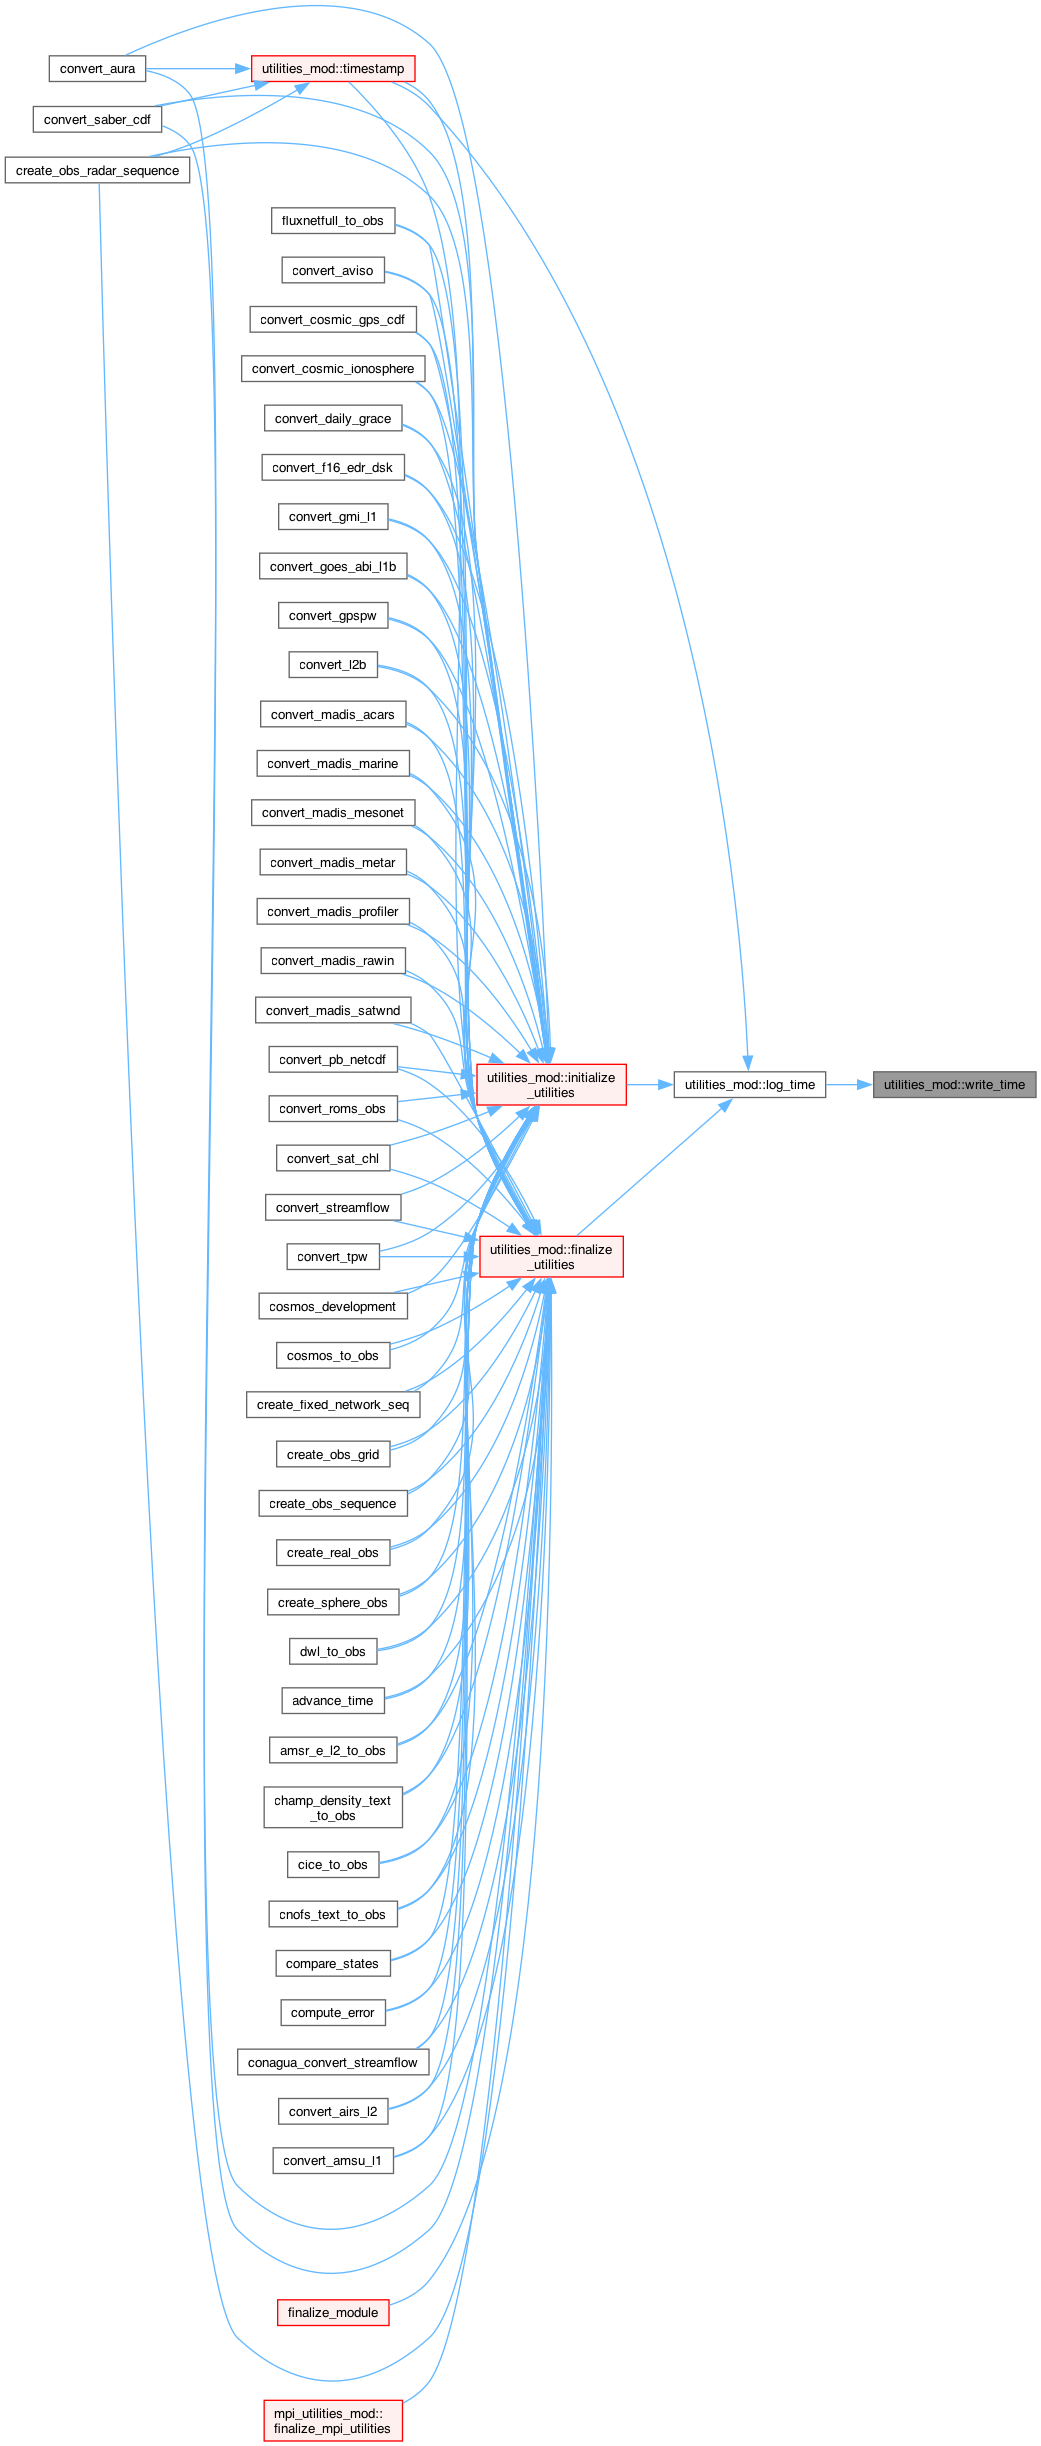 convert_aura
utilities_mod::timestamp
convert_saber_cdf
create_obs_radar_sequence
fluxnetfull_to_obs
convert_aviso
convert_cosmic_gps_cdf
convert_cosmic_ionosphere
convert_daily_grace
convert_f16_edr_dsk
convert_gmi_l1
convert_goes_abi_l1b
convert_gpspw
convert_l2b
convert_madis_acars
convert_madis_marine
convert_madis_mesonet
convert_madis_metar
convert_madis_profiler
convert_madis_rawin
convert_madis_satwnd
convert_pb_netcdf
convert_roms_obs
convert_sat_chl
convert_streamflow
convert_tpw
cosmos_development
cosmos_to_obs
create_fixed_network_seq
create_obs_grid
create_obs_sequence
create_real_obs
create_sphere_obs
dwl_to_obs
advance_time
amsr_e_l2_to_obs
champ_density_text
_to_obs
cice_to_obs
cnofs_text_to_obs
compare_states
compute_error
conagua_convert_streamflow
convert_airs_l2
convert_amsu_l1
finalize_module
mpi_utilities_mod::
finalize_mpi_utilities
utilities_mod::initialize
_utilities
utilities_mod::finalize
_utilities
utilities_mod::log_time
utilities_mod::write_time